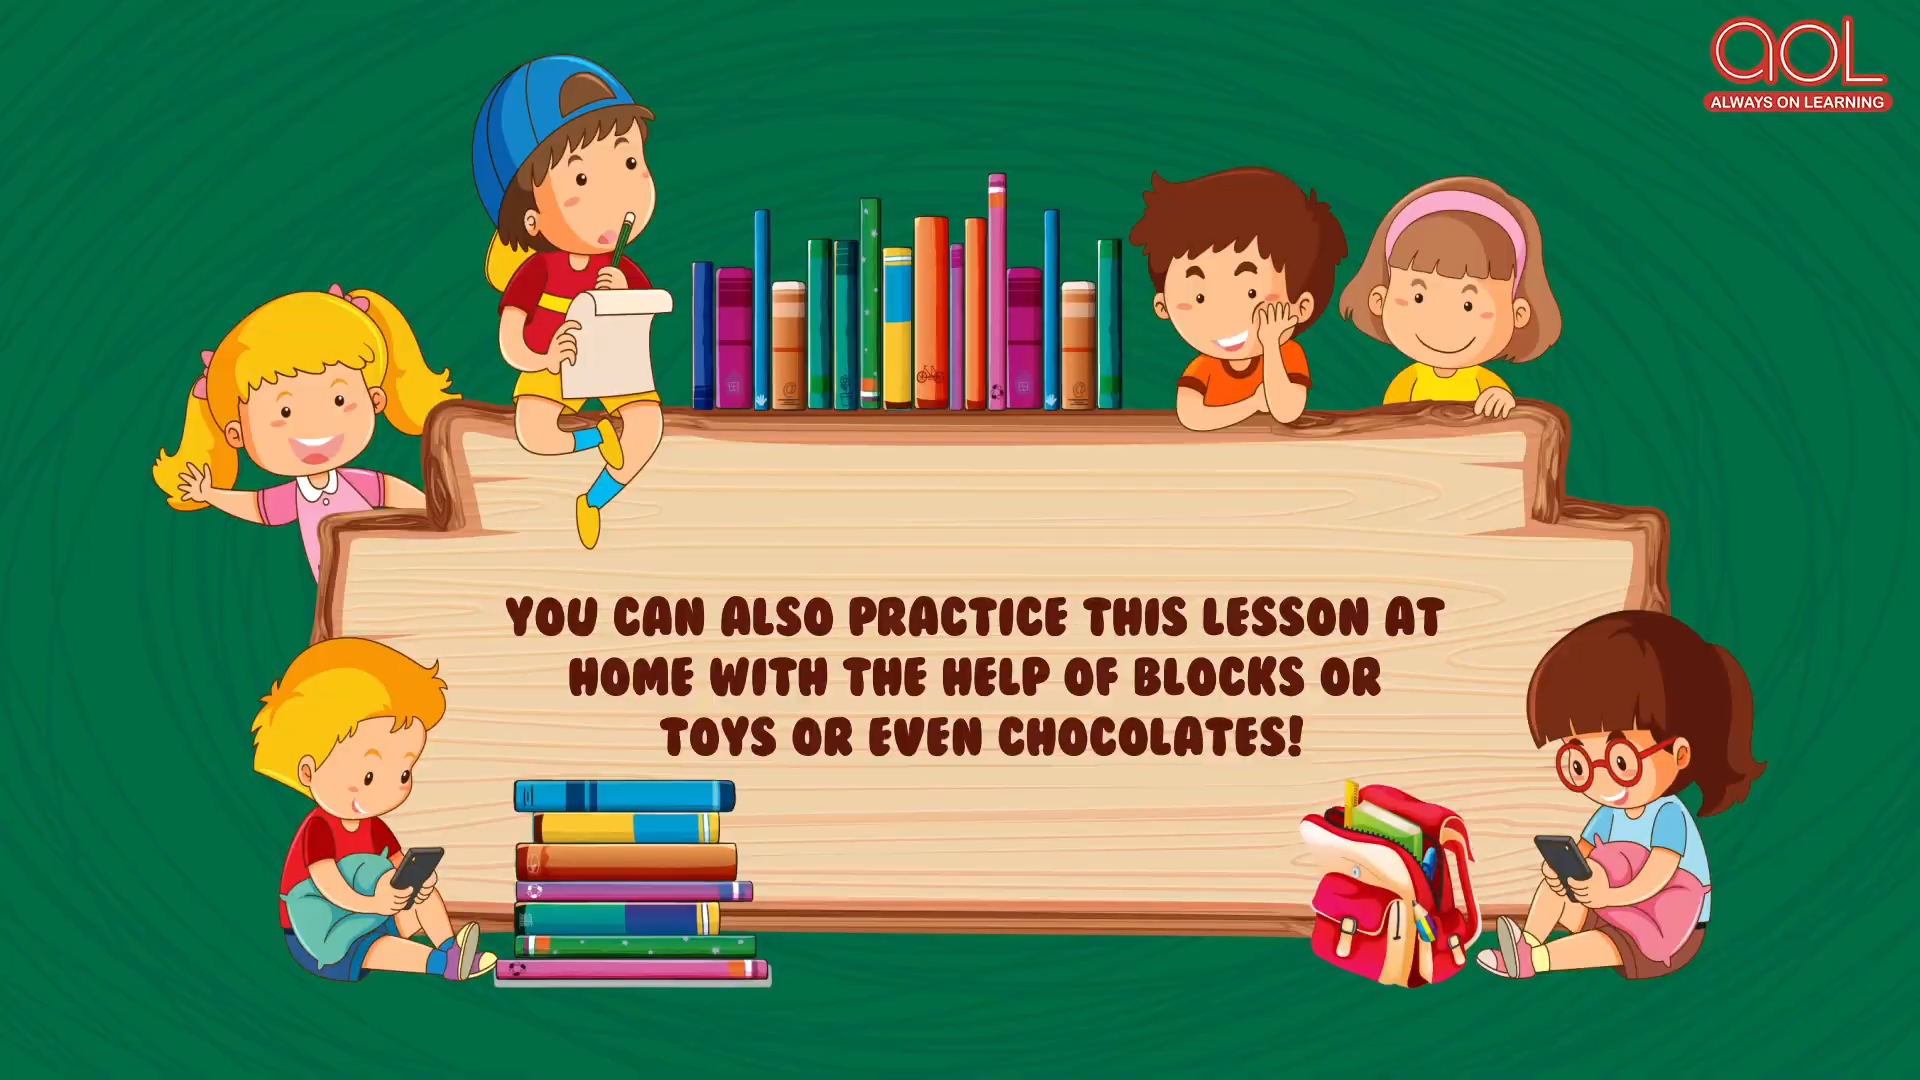 aol
ALWAYS ON LEARNING
YOU CAN ALSO PRACTICE THIS LESSON AT
HOME WITH THE HELP OF BLOCKS OR
TOYS OR EVEN CHOCOLATES!